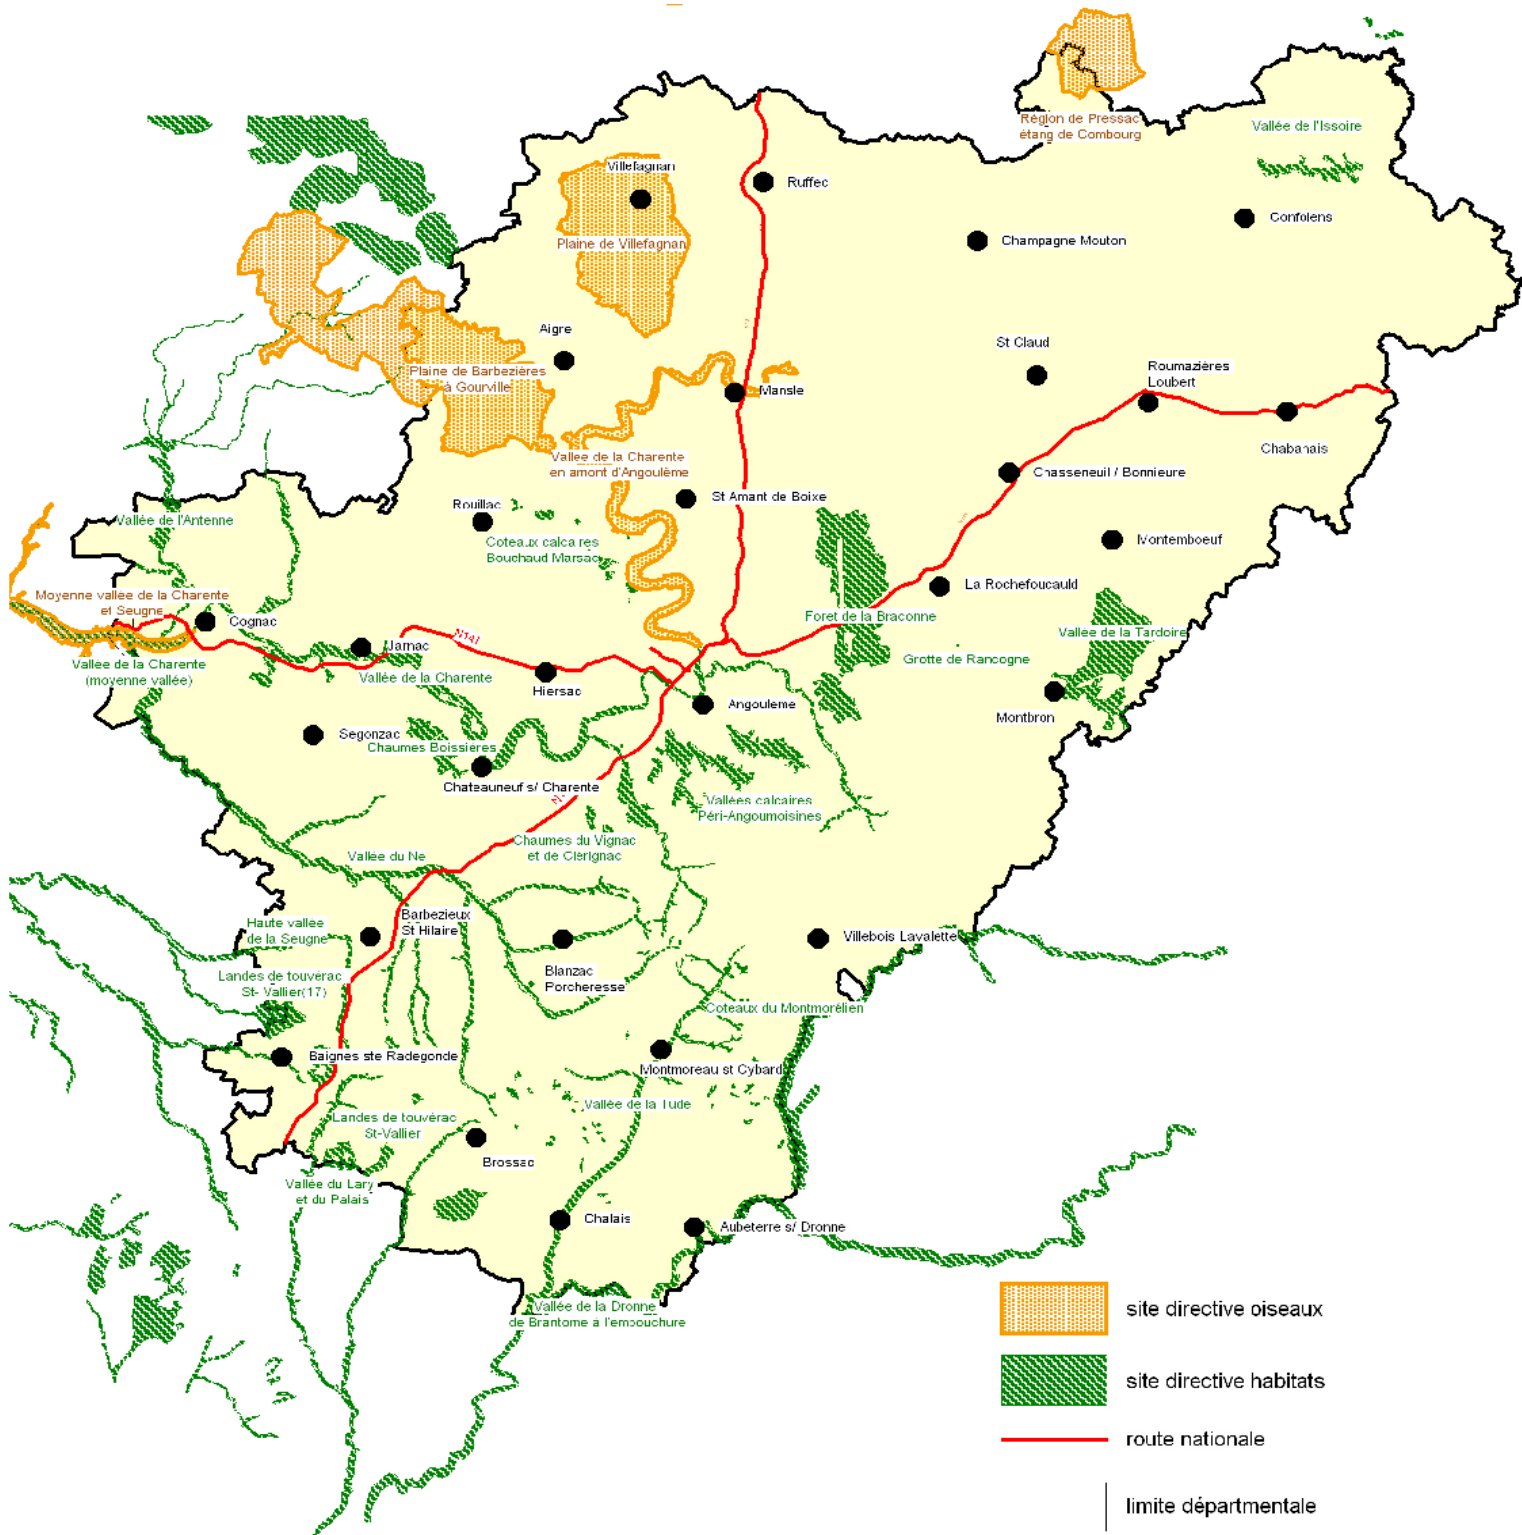 Région de Pressac
étang de Combourg
Vallée de l'Issoire
Villefagnan
Ruffec
Confolens
Champagne Mouton
Plaine de Villefagnan
Aigre
St Claud
Roumazières
Loubert
Plaine de Barbezières
à Gourville
Mansle
Chabanais
Vallée de la Charente
en amont d'Angoulême
Chasseneuil / Bonnieure
St Amant de Boixe
Rouillac
Vallée de l'Antenne
Coteaux calcaires
Bouchaud Marsac
Montemboeuf
La Rochefoucauld
Moyenne vallée de la Charente
et Seugne
Cognac
Foret de la Braconne
Vallée de la Tardoire
N141
Jarnac
Grotte de Rancogne
Vallée de la Charente
(moyenne vallée)
Vallée de la Charente
Hiersac
Angouleme
Montbron
Segonzac
Chaumes Boissières
Chateauneuf s/ Charente
Vallées calcaires
Péri-Angoumoisines
Chaumes du Vignac
et de Clérignac
Vallée du Né
Barbezieux
St Hilaire
Haute vallée
de la Seugne
Villebois Lavalette
Blanzac
Porcheresse
Landes de touvérac
St- Vallier(17)
Coteaux du Montmorélien
Baignes ste Radegonde
Montmoreau st Cybard
Vallée de la Tude
Landes de touvérac
St-Vallier
Brossac
Vallée du Lary
et du Palais
Chalais
Aubeterre s/ Dronne
Vallée de la Dronne
de Brantome à l'embouchure
site directive oiseaux
site directive habitats
route nationale
limite départmentale